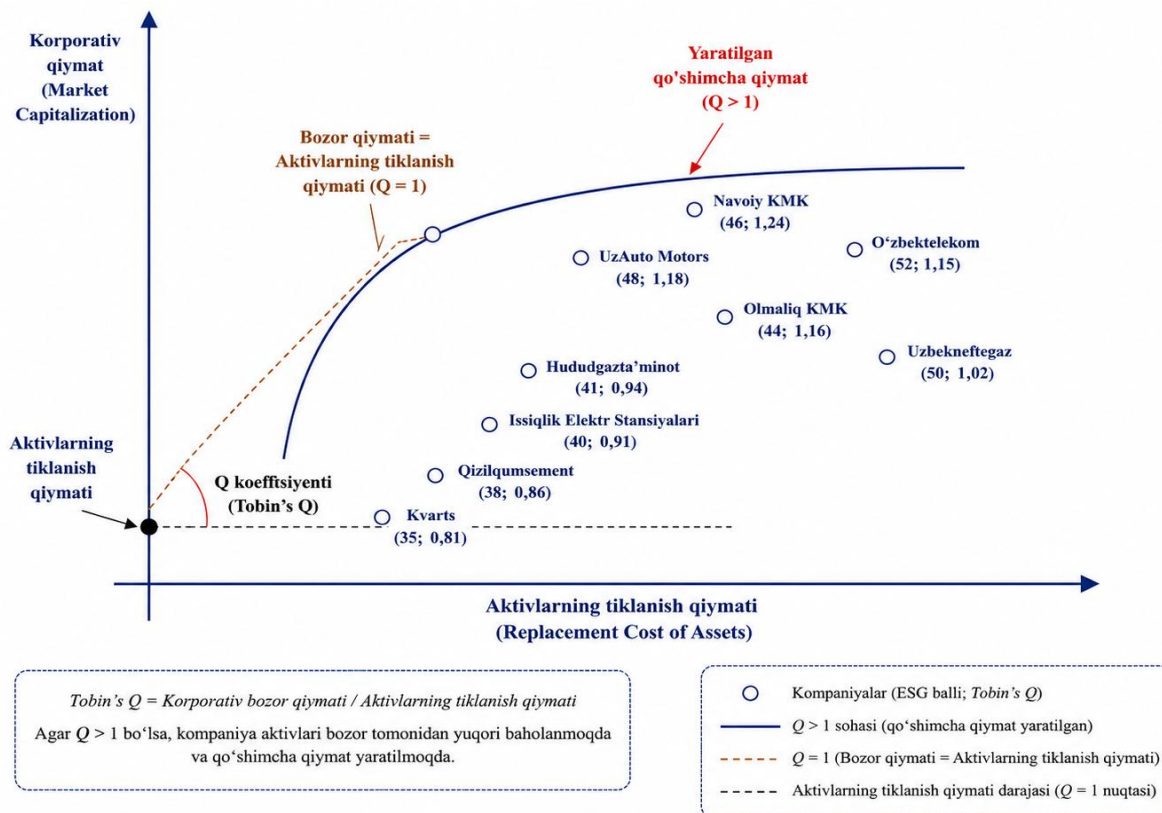 Korporativ
qiymat
(Market
Capitalization)
Yaratilgan
qo'shimcha qiymat
(Q > 1)
Bozor qiymati =
Aktivlarning tiklanish
qiymati (Q = 1)
Navoiy KMK
(46; 1,24)
O‘zbektelekom
(52; 1,15)
UzAuto Motors
(48; 1,18)
Olmaliq KMK
(44; 1,16)
Uzbekneftegaz
(50; 1,02)
Hududgazta’minot
(41; 0,94)
Issiqlik Elektr Stansiyalari
(40; 0,91)
Aktivlarning
tiklanish
qiymati
Q koeffitsiyenti
(Tobin’s Q)
Qizilqumsement
(38; 0,86)
Kvarts
(35; 0,81)
Aktivlarning tiklanish qiymati
(Replacement Cost of Assets)
Tobin’s Q = Korporativ bozor qiymati / Aktivlarning tiklanish qiymati
Agar Q > 1 bo‘lsa, kompaniya aktivlari bozor tomonidan yuqori baholanmoqda
va qo‘shimcha qiymat yaratilmoqda.
Kompaniyalar (ESG balli; Tobin’s Q)
Q > 1 sohasi (qo‘shimcha qiymat yaratilgan)
Q = 1 (Bozor qiymati = Aktivlarning tiklanish qiymati)
Aktivlarning tiklanish qiymati darajasi (Q = 1 nuqtasi)